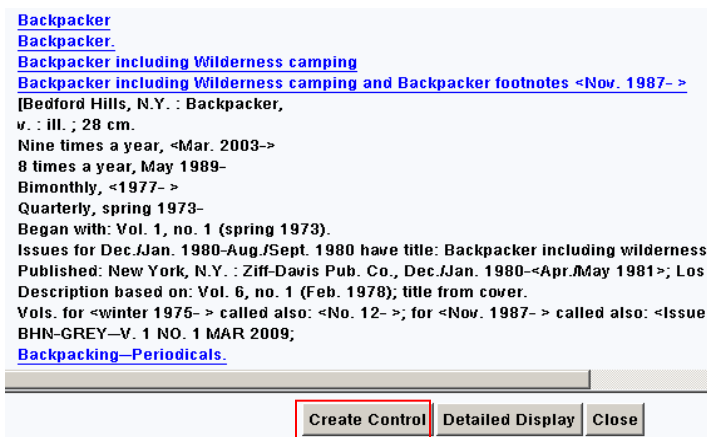 Backpacker
Backpacker.
Backpacker including Wilderness camping
Backpacker including Wilderness camping and Backpacker footnotes <Nov. 1987- >
[Bedford Hills, N.Y. : Backpacker,
v. : ill. ; 28 cm.
Nine times a year, <Mar. 2003->
8 times a year, May 1989-
Bimonthly, <1977- >
Quarterly, spring 1973-
Began with: Vol. 1, no. 1 (spring 1973).
Issues for Dec./Jan. 1980-Aug./Sept. 1980 have title: Backpacker including wilderness
Published: New York, N.Y. : Ziff-Davis Pub. Co., Dec./Jan. 1980-<Apr./May 1981>; Los
Description based on: Vol. 6, no. 1 (Feb. 1978); title from cover.
Vols. for <winter 1975- > called also: <No. 12- >; for <Nov. 1987- > called also: <Issue
BHN-GREY—V. 1 NO. 1 MAR 2009;
Backpacking—Periodicals.
Create Control Detailed Display Close